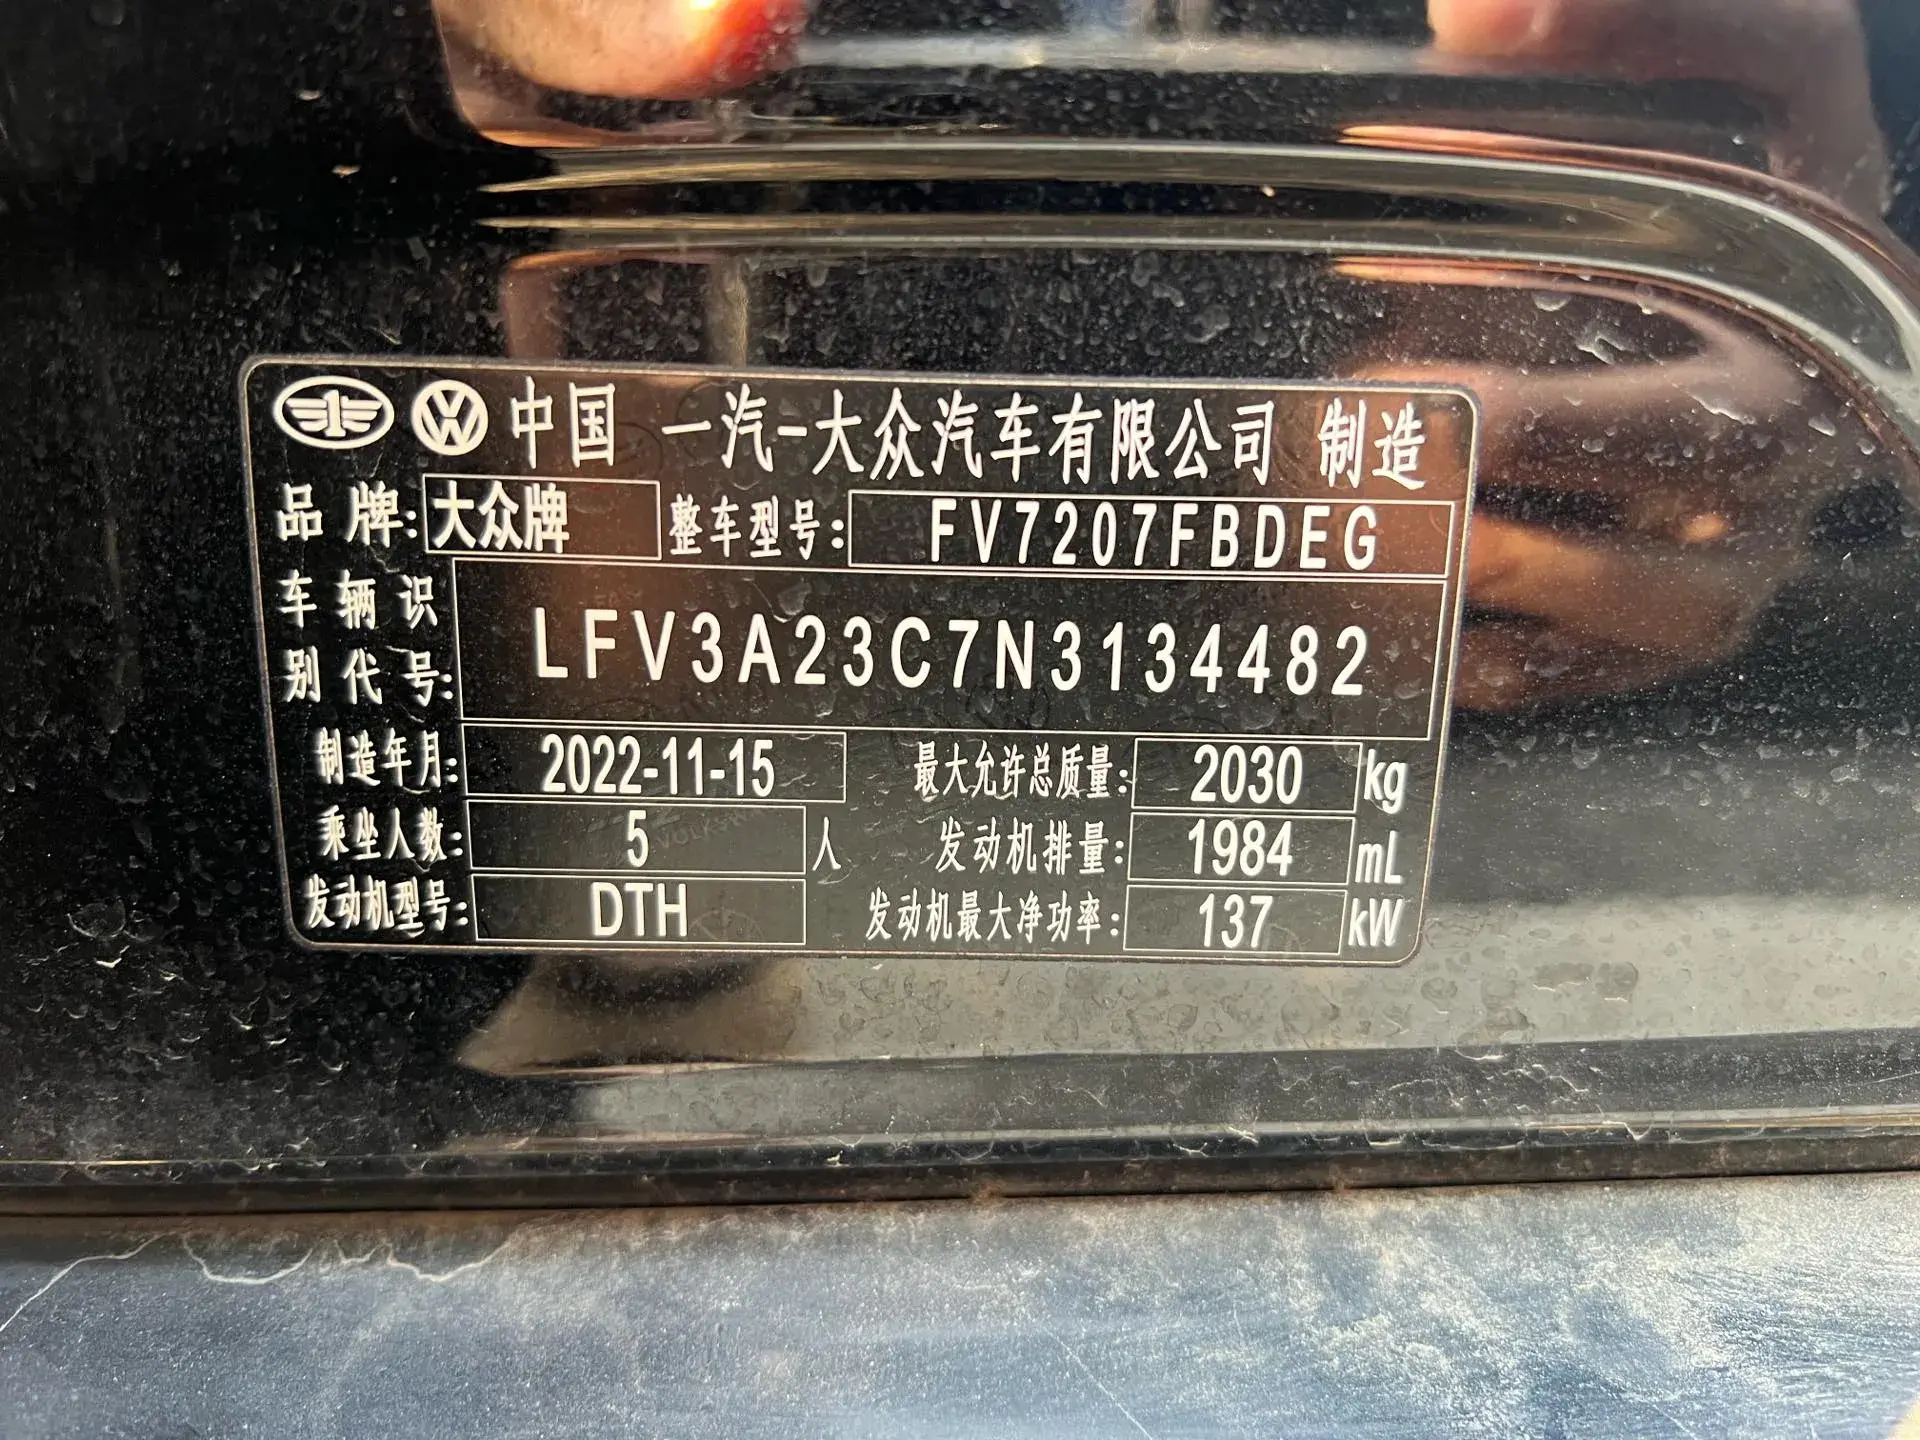 中国 一汽-大众汽车有限公司 制造
品牌: 大众牌 整车型号: FV7207FBDEG
车辆识别代号: LFV3A23C7N3134482
制造年月: 2022-11-15 最大允许总质量: 2030 kg
乘坐人数: 5 人 发动机排量: 1984 mL
发动机型号: DTH 发动机最大净功率: 137 kW